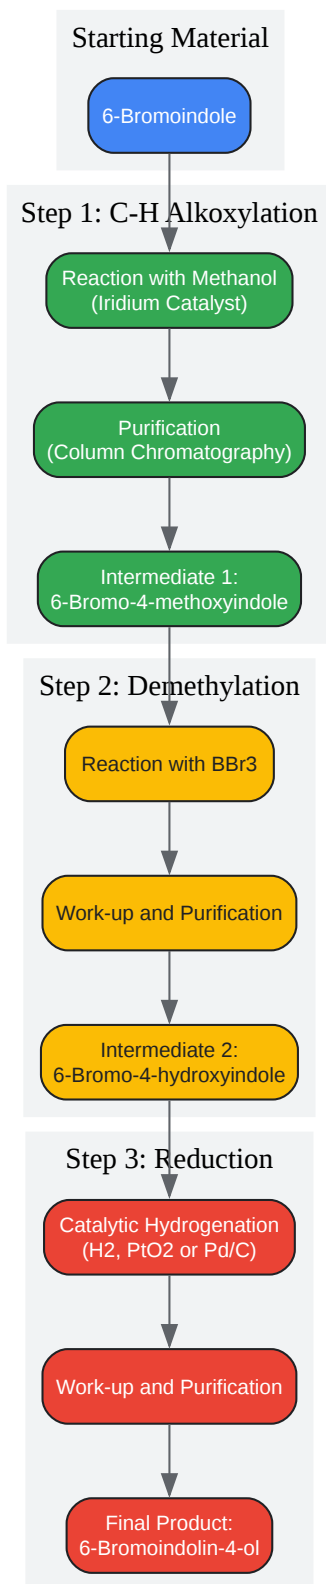 Starting Material
6-Bromoindole
Step 1: C-H Alkoxylation
Reaction with Methanol
(Iridium Catalyst)
Purification
(Column Chromatography)
Intermediate 1:
6-Bromo-4-methoxyindole
Step 2: Demethylation
Reaction with BBr3
Work-up and Purification
Intermediate 2:
6-Bromo-4-hydroxyindole
Step 3: Reduction
Catalytic Hydrogenation
(H2, PtO2 or Pd/C)
Work-up and Purification
Final Product:
6-Bromoindolin-4-ol